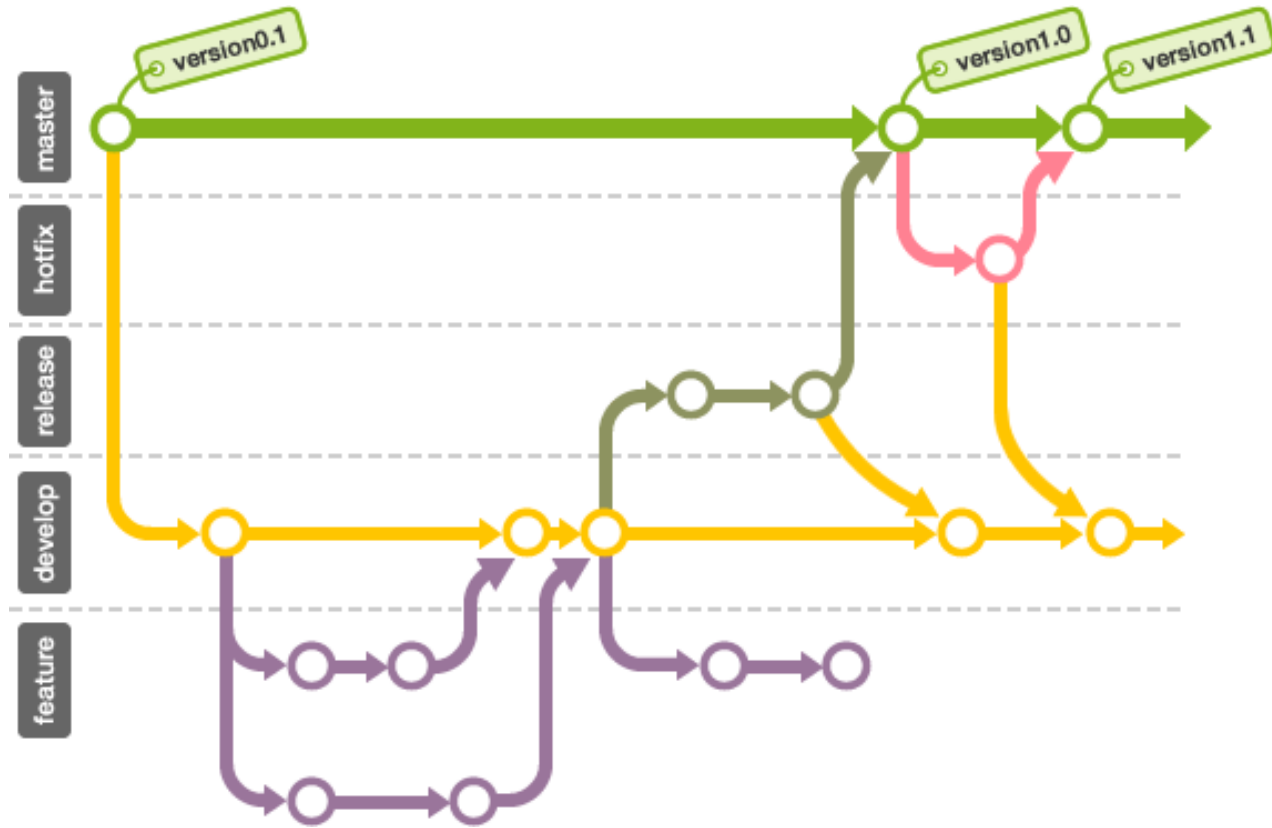 version0.1
version1.0
version1.1
master
hotfix
release
develop
feature